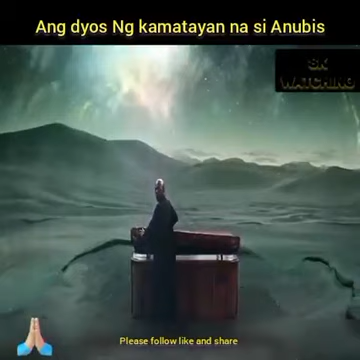 Ang dyos Ng kamatayan na si Anubis
SK
WATCHING
Please follow like and share